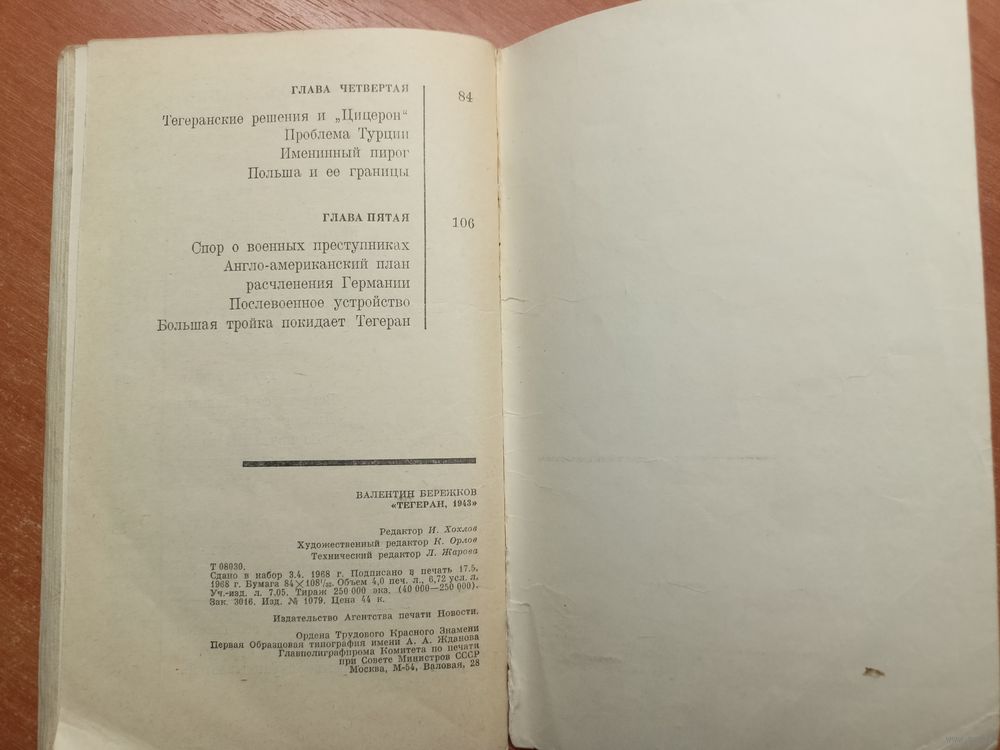 ГЛАВА ЧЕТВЕРТАЯ
84
Тегеранские решения и „Цицерон“
Проблема Турции
Именинный пирог
Польша и ее границы
ГЛАВА ПЯТАЯ
106
Спор о военных преступниках
Англо-американский план
расчленения Германии
Послевоенное устройство
Большая тройка покидает Тегеран
ВАЛЕНТИН БЕРЕЖКОВ
«ТЕГЕРАН, 1943»
Редактор И. Хохлов
Художественный редактор К. Орлов
Технический редактор Л. Жарова
Т 08030.
Сдано в набор 3.4. 1968 г. Подписано в печать 17.5.
1968 г. Бумага 84×108¹/₃₂. Объем 4,0 печ. л., 6,72 усл. л.
Уч.-изд. л. 7.05. Тираж 250 000 экз. (40 000—250 000).
Зак. 3016. Изд. № 1079. Цена 44 к.
Издательство Агентства печати Новости.
Ордена Трудового Красного Знамени
Первая Образцовая типография имени А. А. Жданова
Главполиграфпрома Комитета по печати
при Совете Министров СССР
Москва, М-54, Валовая, 28